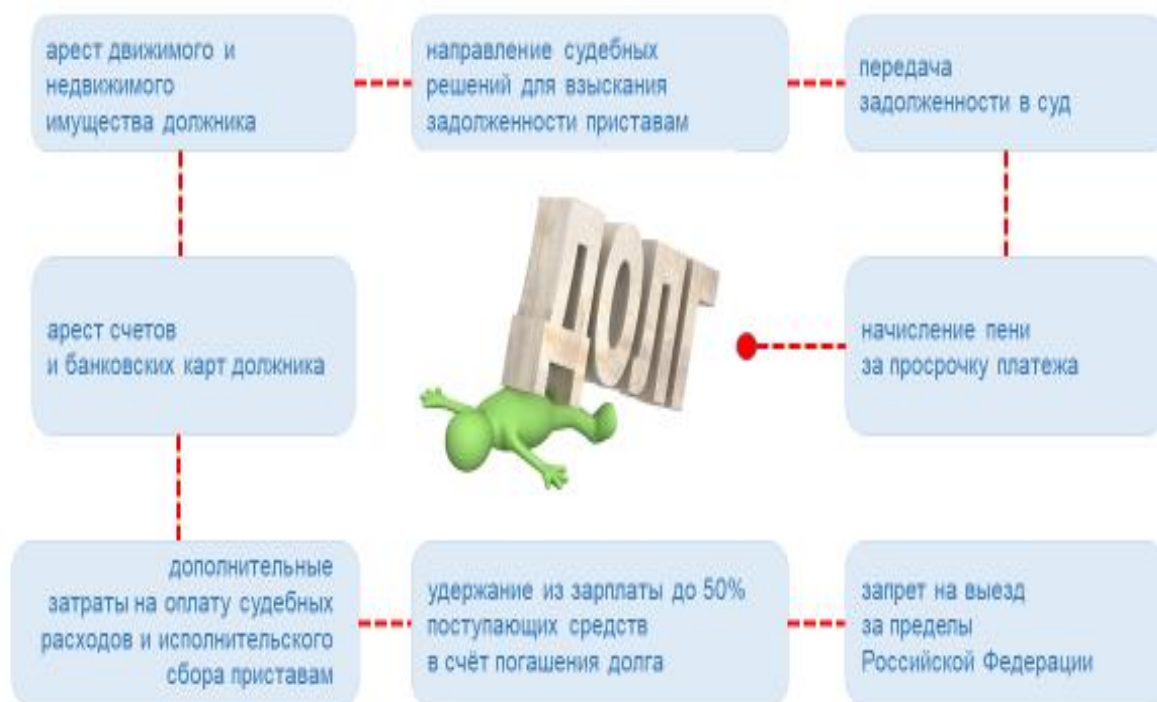 арест движимого и
недвижимого
имущества должника
направление судебных
решений для взыскания
задолженности приставам
передача
задолженности в суд
ДОЛГ
арест счетов
и банковских карт должника
начисление пени
за просрочку платежа
дополнительные
затраты на оплату судебных
расходов и исполнительского
сбора приставам
удержание из зарплаты до 50%
поступающих средств
в счёт погашения долга
запрет на выезд
за пределы
Российской Федерации